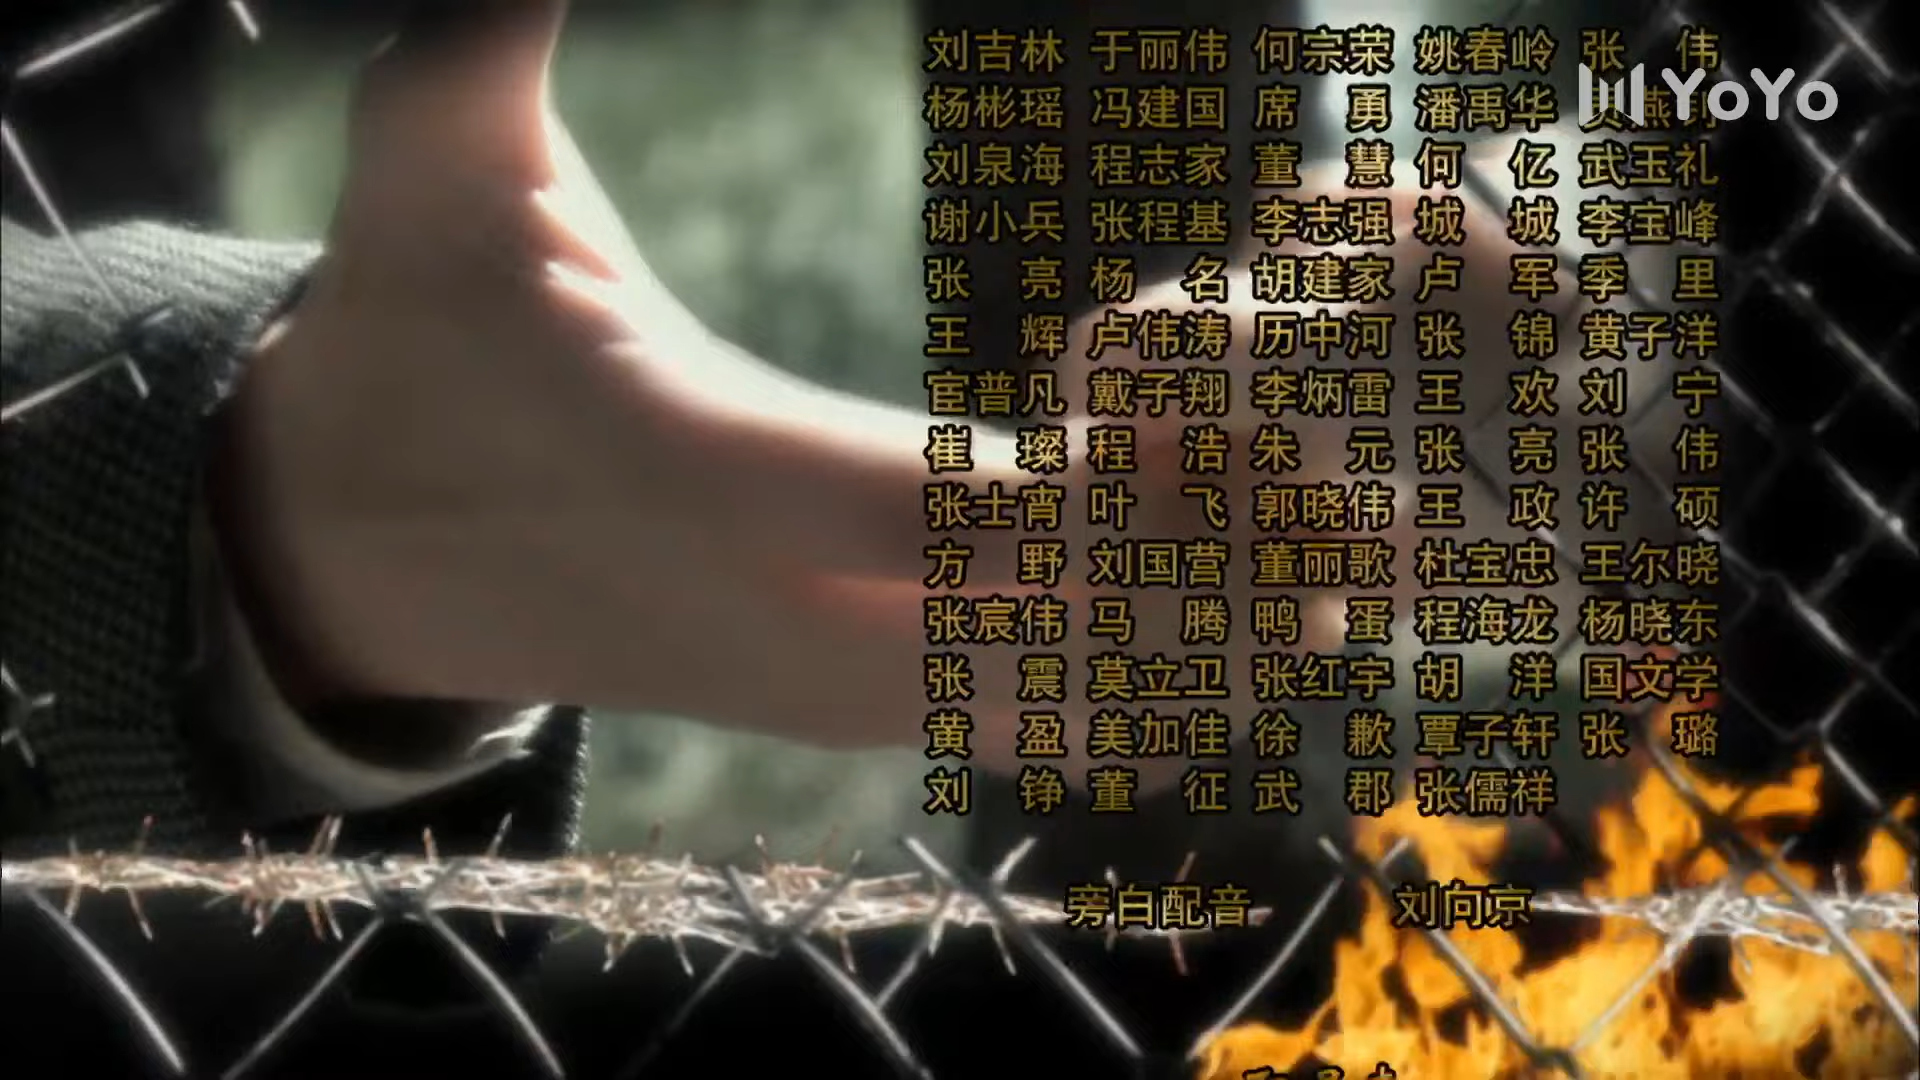 刘吉林 于丽伟 何宗荣 姚春岭 张 伟
YoYo
杨彬瑶 冯建国 席 勇 潘禹华
刘泉海 程志家 董 慧 何 亿 武玉礼
谢小兵 张程基 李志强 城 城 李宝峰
张 亮 杨 名 胡建家 卢 军 季 里
王 辉 卢伟涛 历中河 张 锦 黄子洋
宦普凡 戴子翔 李炳雷 王 欢 刘 宁
崔 璨 程 浩 朱 元 张 亮 张 伟
张士宵 叶 飞 郭晓伟 王 政 许 硕
方 野 刘国营 董丽歌 杜宝忠 王尔晓
张宸伟 马 腾 鸭 蛋 程海龙 杨晓东
张 震 莫立卫 张红宇 胡 洋 国文学
黄 盈 美加佳 徐 歉 覃子轩 张 璐
刘 铮 董 征 武 郡 张儒祥
旁白配音 刘向京